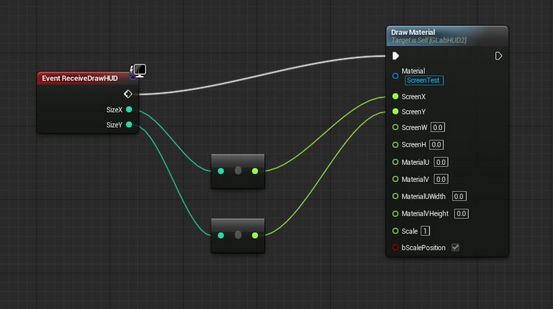 Draw Material
Target is Self [GLabHUD2]
Event ReceiveDrawHUD
SizeX
SizeY
Material
ScreenTest
ScreenX
ScreenY
ScreenW 0.0
ScreenH 0.0
MaterialU 0.0
MaterialV 0.0
MaterialUWidth 0.0
MaterialVHeight 0.0
Scale 1
bScalePosition